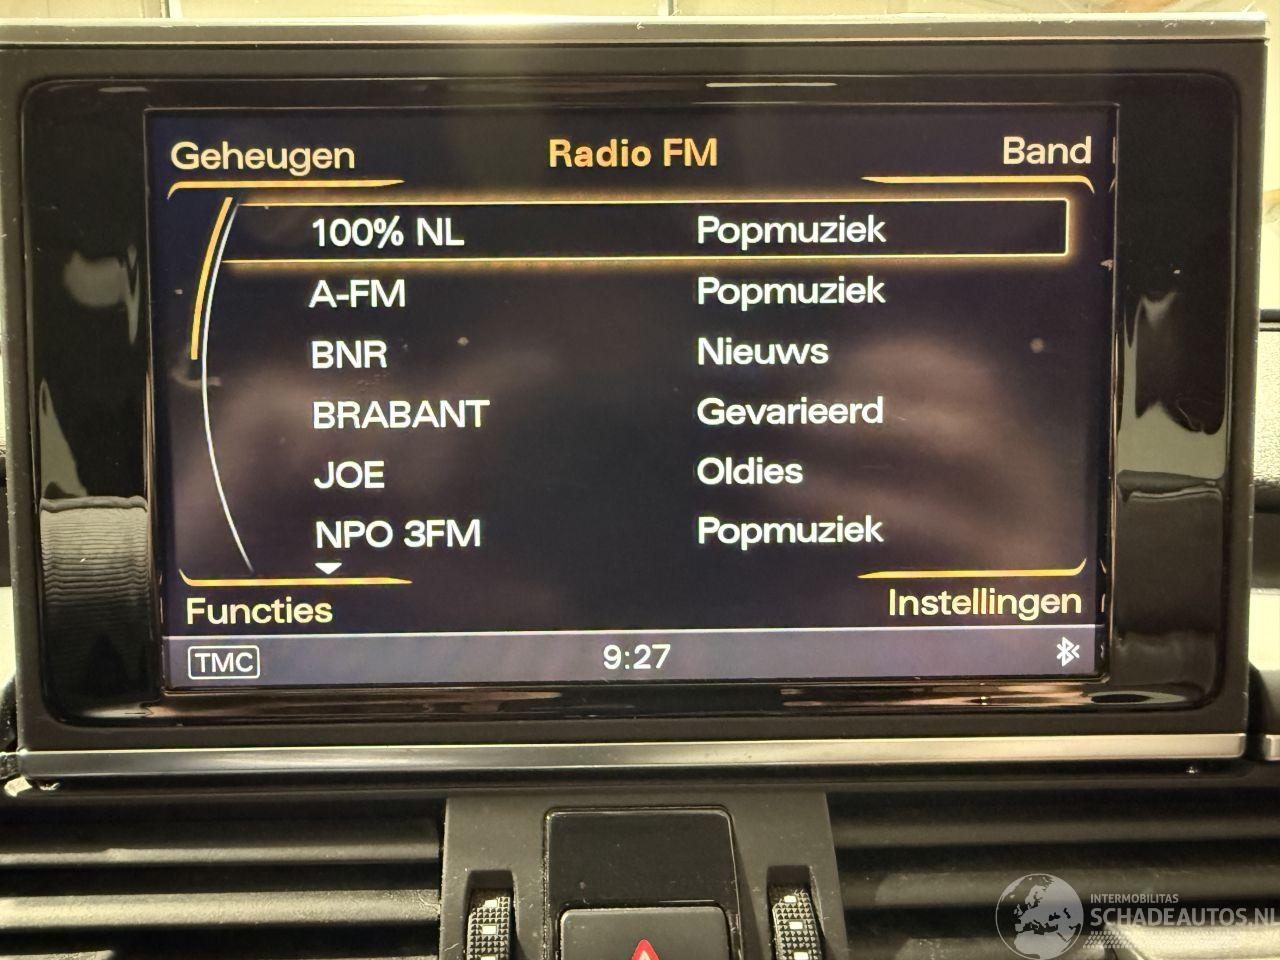 Geheugen Radio FM Band
100% NL Popmuziek
A-FM Popmuziek
BNR Nieuws
BRABANT Gevarieerd
JOE Oldies
NPO 3FM Popmuziek
Functies Instellingen
TMC 9:27
INTERMOBILITAS
SCHADEAUTOS.NL